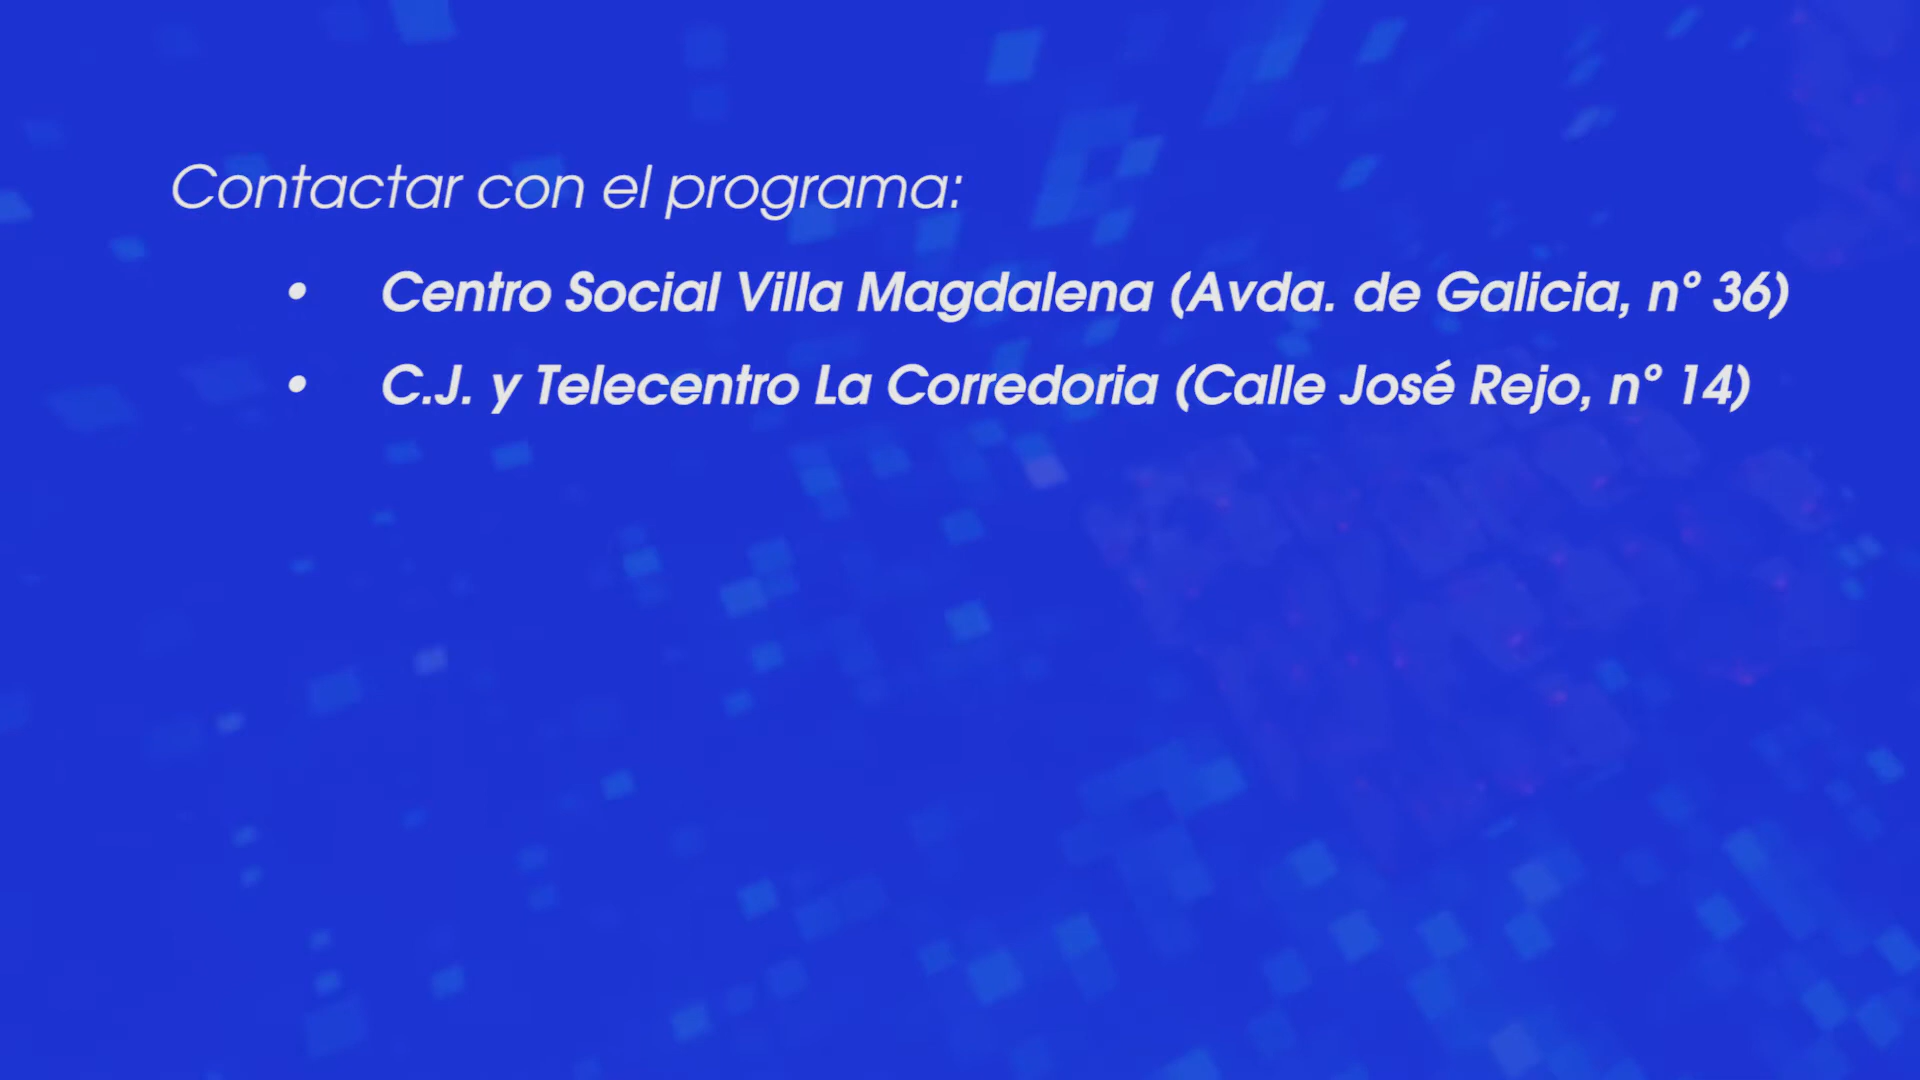 Contactar con el programa:
• Centro Social Villa Magdalena (Avda. de Galicia, nº 36)
• C.J. y Telecentro La Corredoria (Calle José Rejo, nº 14)